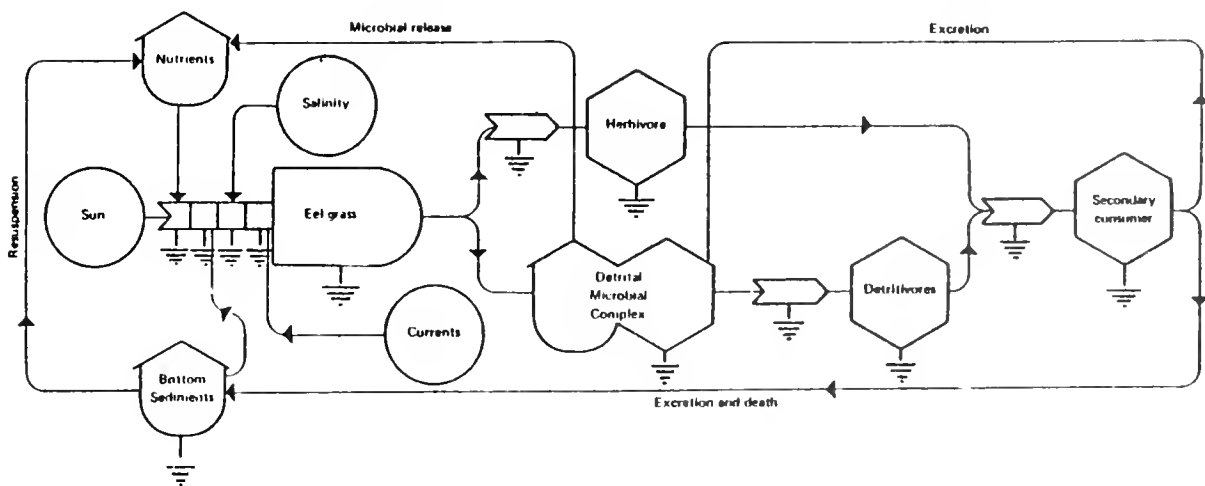 Microbial release
Excretion
Nutrients
Salinity
Herbivore
Sun
Eel grass
Secondary
consumer
Resuspension
Detrital
Microbial
Complex
Detritivores
Currents
Bottom
Sediments
Excretion and death